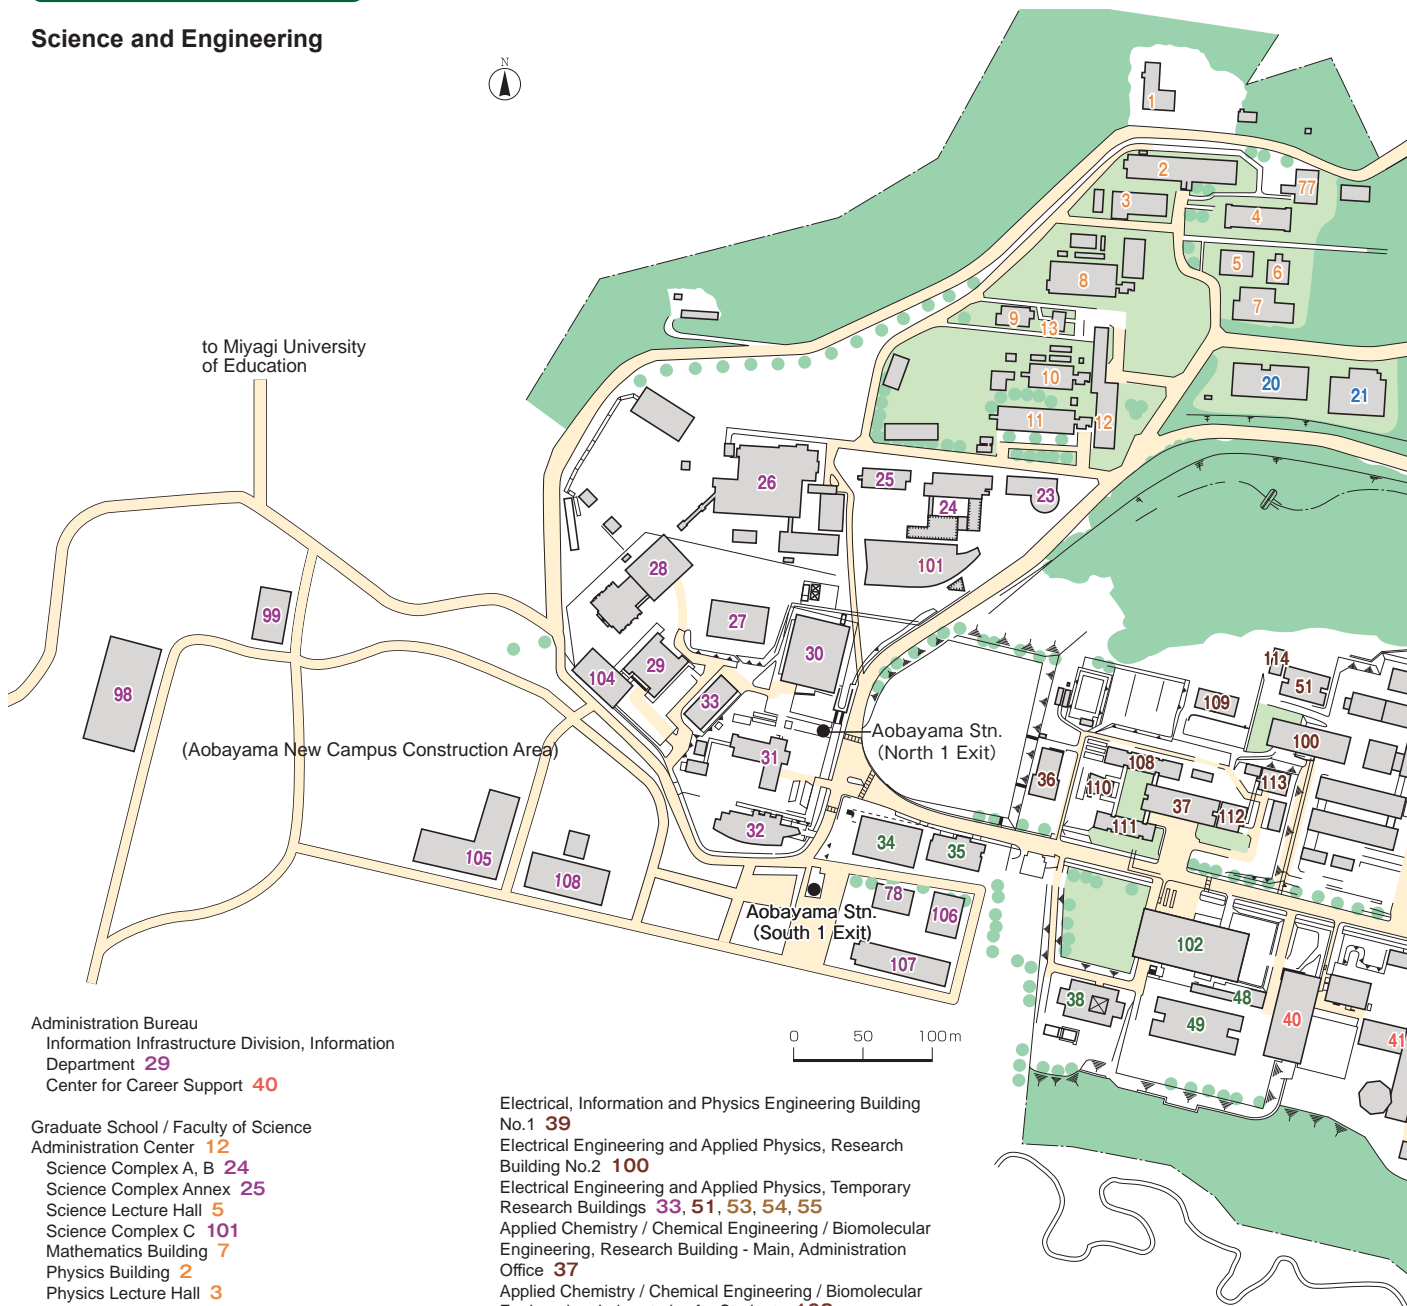 Science and Engineering
N
1
2
77
3
4
5
6
8
7
9
13
to Miyagi University
of Education
10
20
21
11
12
26
25
24
23
101
28
99
27
30
29
104
98
33
114
51
109
Aobayama Stn.
(North 1 Exit)
(Aobayama New Campus Construction Area)
31
100
108
36
110
113
37
112
111
32
34
35
105
108
78
106
Aobayama Stn.
(South 1 Exit)
102
107
38
48
49
40
41
0 50 100m
Administration Bureau
Information Infrastructure Division, Information
Department 29
Center for Career Support 40
Graduate School / Faculty of Science
Administration Center 12
Science Complex A, B 24
Science Complex Annex 25
Science Lecture Hall 5
Science Complex C 101
Mathematics Building 7
Physics Building 2
Physics Lecture Hall 3
Electrical, Information and Physics Engineering Building
No.1 39
Electrical Engineering and Applied Physics, Research
Building No.2 100
Electrical Engineering and Applied Physics, Temporary
Research Buildings 33, 51, 53, 54, 55
Applied Chemistry / Chemical Engineering / Biomolecular
Engineering, Research Building - Main, Administration
Office 37
Applied Chemistry / Chemical Engineering / Biomolecular